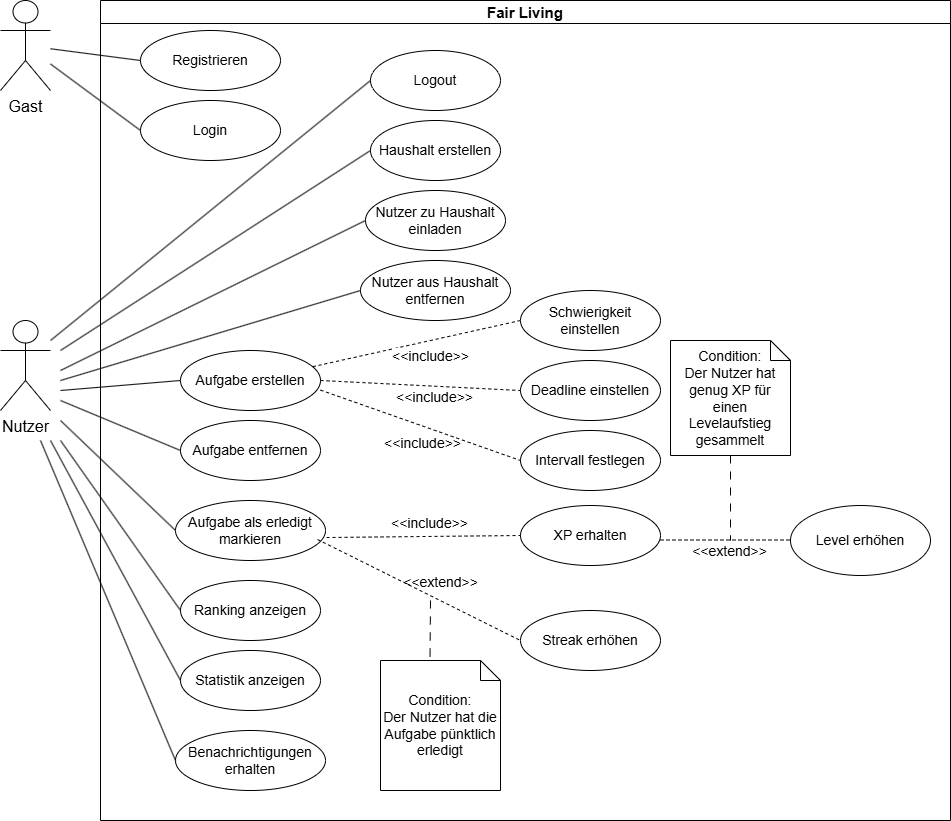 Fair Living
Registrieren
Gast
Login
Logout
Haushalt erstellen
Nutzer zu Haushalt
einladen
Nutzer aus Haushalt
entfernen
Schwierigkeit
einstellen
<<include>>
Condition:
Der Nutzer hat
genug XP für
einen
Levelaufstieg
gesammelt
Nutzer
Aufgabe erstellen
Deadline einstellen
<<include>>
Aufgabe entfernen
<<include>>
Intervall festlegen
Aufgabe als erledigt
markieren
<<include>>
XP erhalten
<<extend>>
Level erhöhen
<<extend>>
Ranking anzeigen
Streak erhöhen
Statistik anzeigen
Condition:
Der Nutzer hat die
Aufgabe pünktlich
erledigt
Benachrichtigungen
erhalten